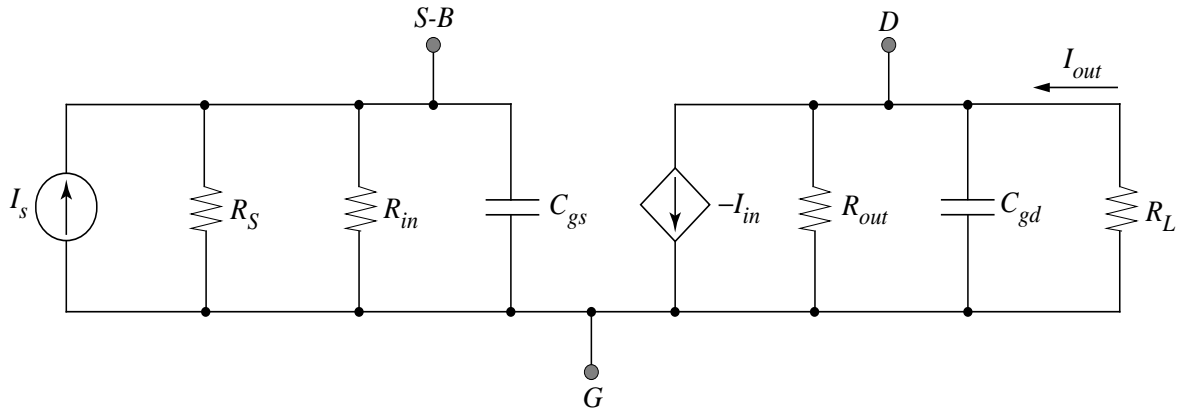 S-B
D
I_out
I_s
R_S
R_in
C_gs
–I_in
R_out
C_gd
R_L
G